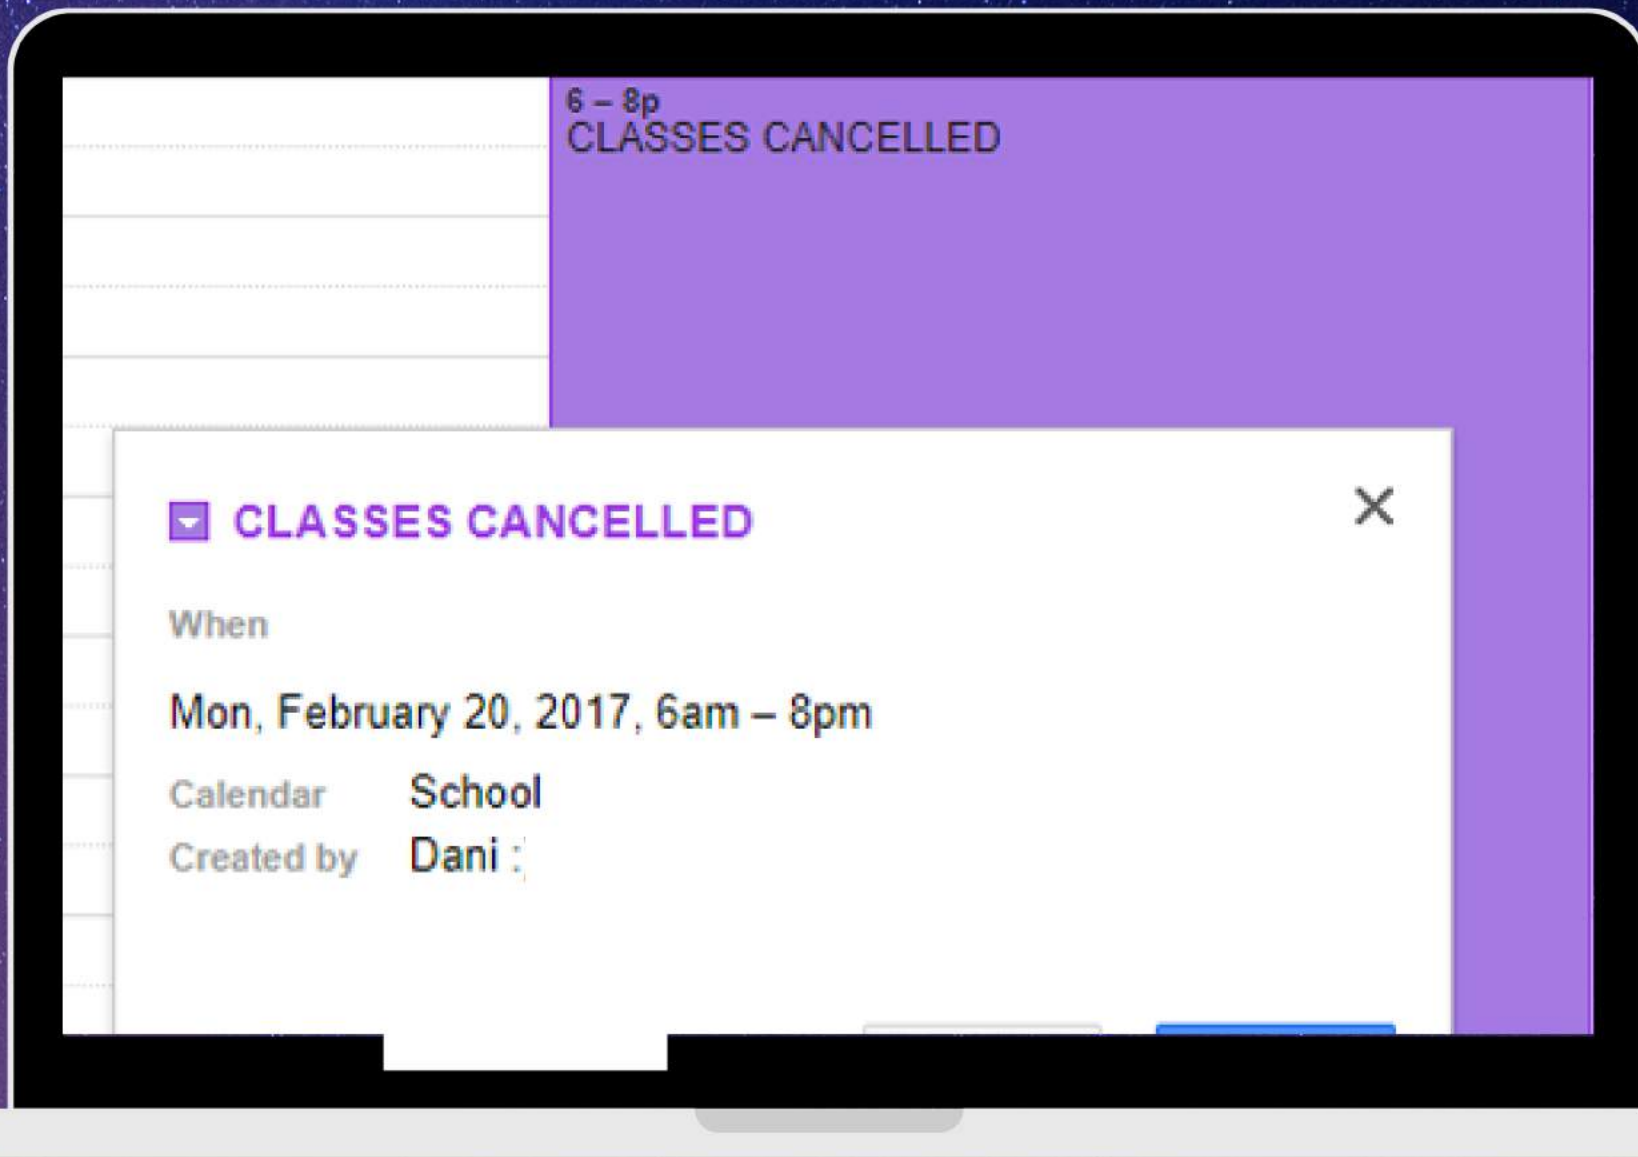 6 – 8p
CLASSES CANCELLED
CLASSES CANCELLED
When
Mon, February 20, 2017, 6am – 8pm
Calendar School
Created by Dani :